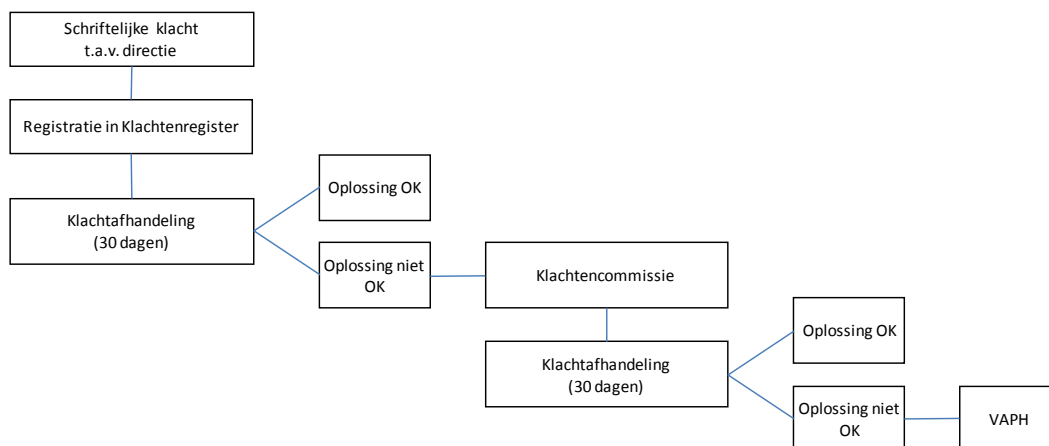 Schriftelijke klacht
t.a.v. directie
Registratie in Klachtenregister
Klachtafhandeling
(30 dagen)
Oplossing OK
Oplossing niet
OK
Klachtencommissie
Klachtafhandeling
(30 dagen)
Oplossing OK
Oplossing niet
OK
VAPH